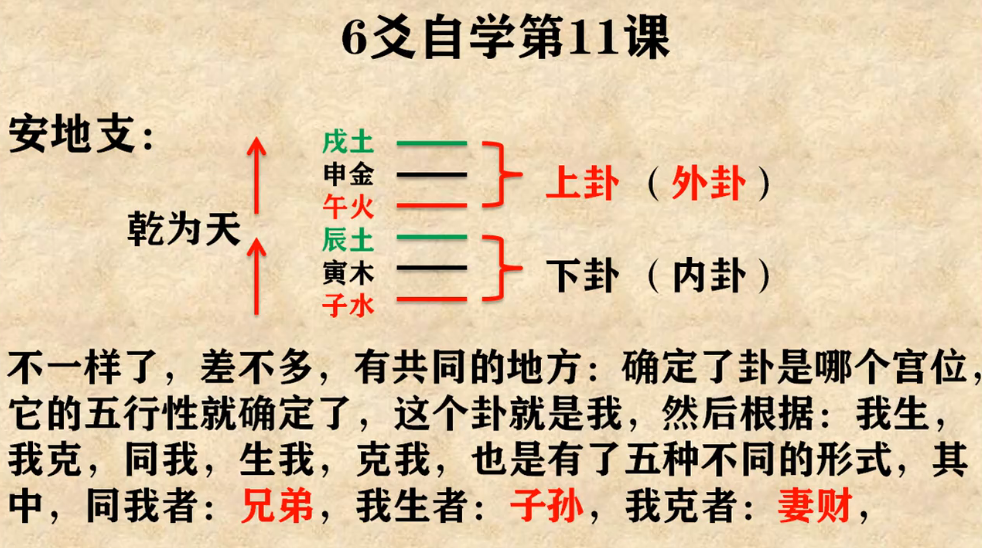 6爻自学第11课
安地支：
戌土
申金
午火
上卦（外卦）
乾为天
辰土
寅木
子水
下卦（内卦）
不一样了，差不多，有共同的地方：确定了卦是哪个宫位，
它的五行性就确定了，这个卦就是我，然后根据：我生，
我克，同我，生我，克我，也是有了五种不同的形式，其
中，同我者：兄弟，我生者：子孙，我克者：妻财，